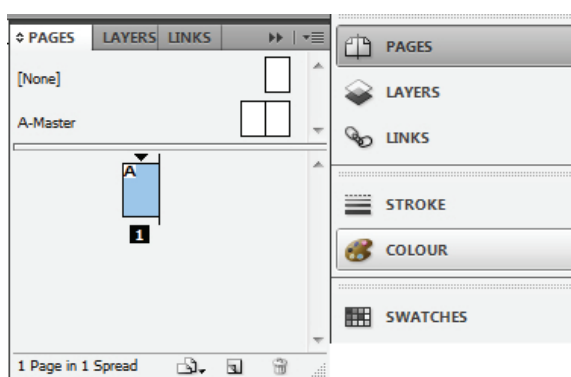 PAGES LAYERS LINKS
[None]
A-Master
A
1
1 Page in 1 Spread
PAGES
LAYERS
LINKS
STROKE
COLOUR
SWATCHES